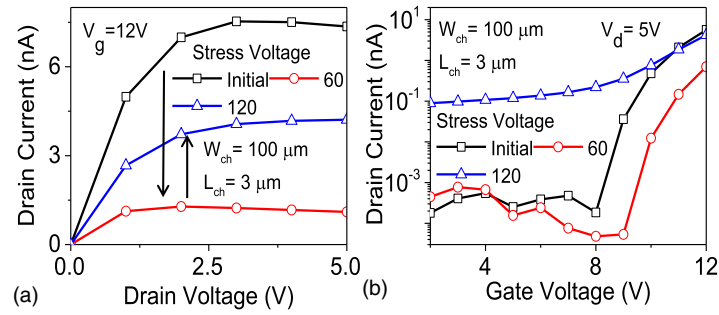 Drain Current (nA)
6
3
0
V_g=12V
Stress Voltage
Initial
60
120
W_ch = 100 μm
L_ch = 3 μm
0.0
2.5
5.0
Drain Voltage (V)
(a)
Drain Current (nA)
10^1
10^-1
10^-3
W_ch = 100 μm
V_d = 5V
L_ch = 3 μm
Stress Voltage
Initial
60
120
4
8
12
Gate Voltage (V)
(b)